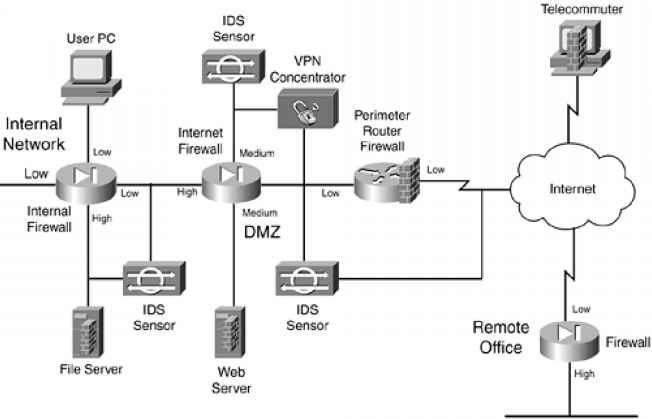 Telecommuter
IDS
Sensor
User PC
VPN
Concentrator
Perimeter
Router
Firewall
Internal
Network
Internet
Firewall
Low
Medium
Low
Low
Low
High
Low
Internet
Internal
Firewall
High
Medium
DMZ
IDS
Sensor
IDS
Sensor
Low
Remote
Office
Firewall
High
File Server
Web
Server